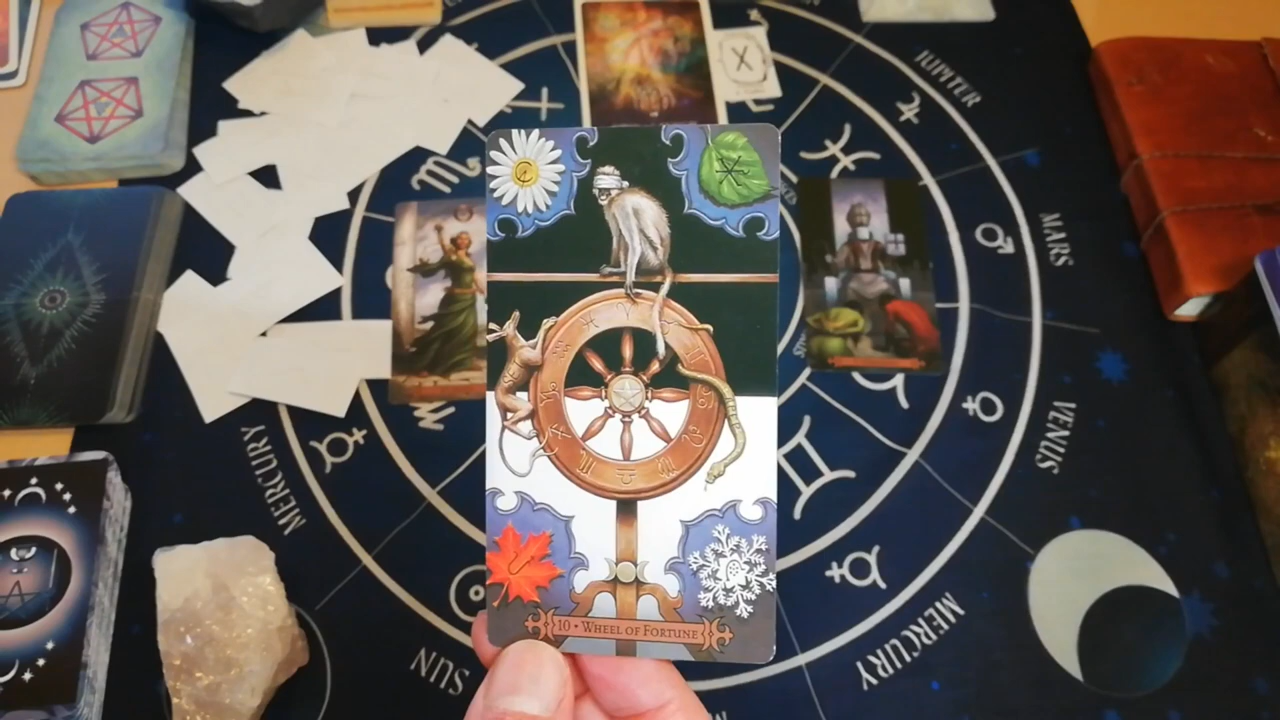 JUPITER
MARS
VENUS
MERCURY
MERCURY
SUN
10 • WHEEL OF FORTUNE